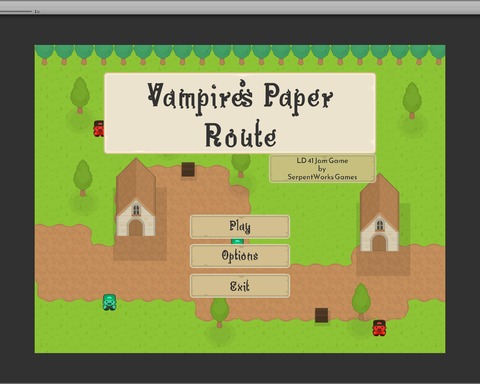 Vampire's Paper
Route
LD 41 Jam Game
by
SerpentWorks Games
Play
Options
Exit